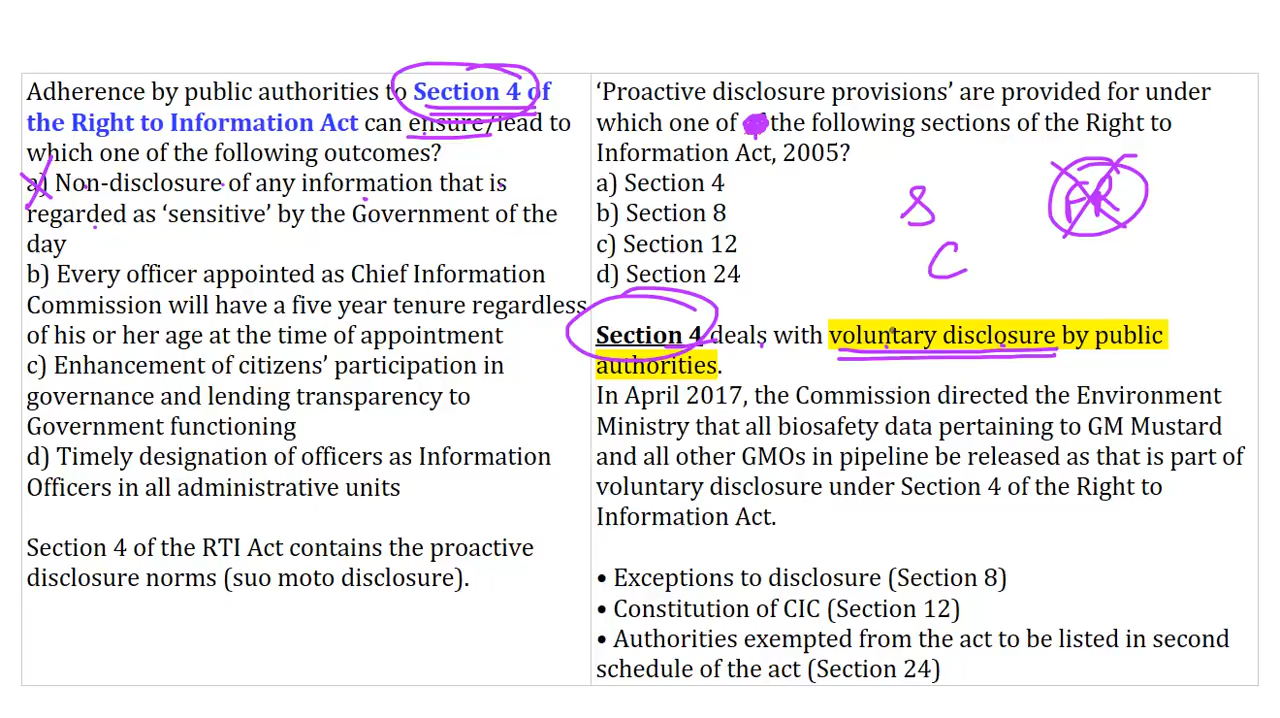 Adherence by public authorities to Section 4 of
the Right to Information Act can ensure/lead to
which one of the following outcomes?
a) Non-disclosure of any information that is
regarded as ‘sensitive’ by the Government of the
day
b) Every officer appointed as Chief Information
Commission will have a five year tenure regardless
of his or her age at the time of appointment
c) Enhancement of citizens’ participation in
governance and lending transparency to
Government functioning
d) Timely designation of officers as Information
Officers in all administrative units
Section 4 of the RTI Act contains the proactive
disclosure norms (suo moto disclosure).
‘Proactive disclosure provisions’ are provided for under
which one of the following sections of the Right to
Information Act, 2005?
a) Section 4
b) Section 8
c) Section 12
d) Section 24
S
C
FR
Section 4 deals with voluntary disclosure by public
authorities.
In April 2017, the Commission directed the Environment
Ministry that all biosafety data pertaining to GM Mustard
and all other GMOs in pipeline be released as that is part of
voluntary disclosure under Section 4 of the Right to
Information Act.
• Exceptions to disclosure (Section 8)
• Constitution of CIC (Section 12)
• Authorities exempted from the act to be listed in second
schedule of the act (Section 24)